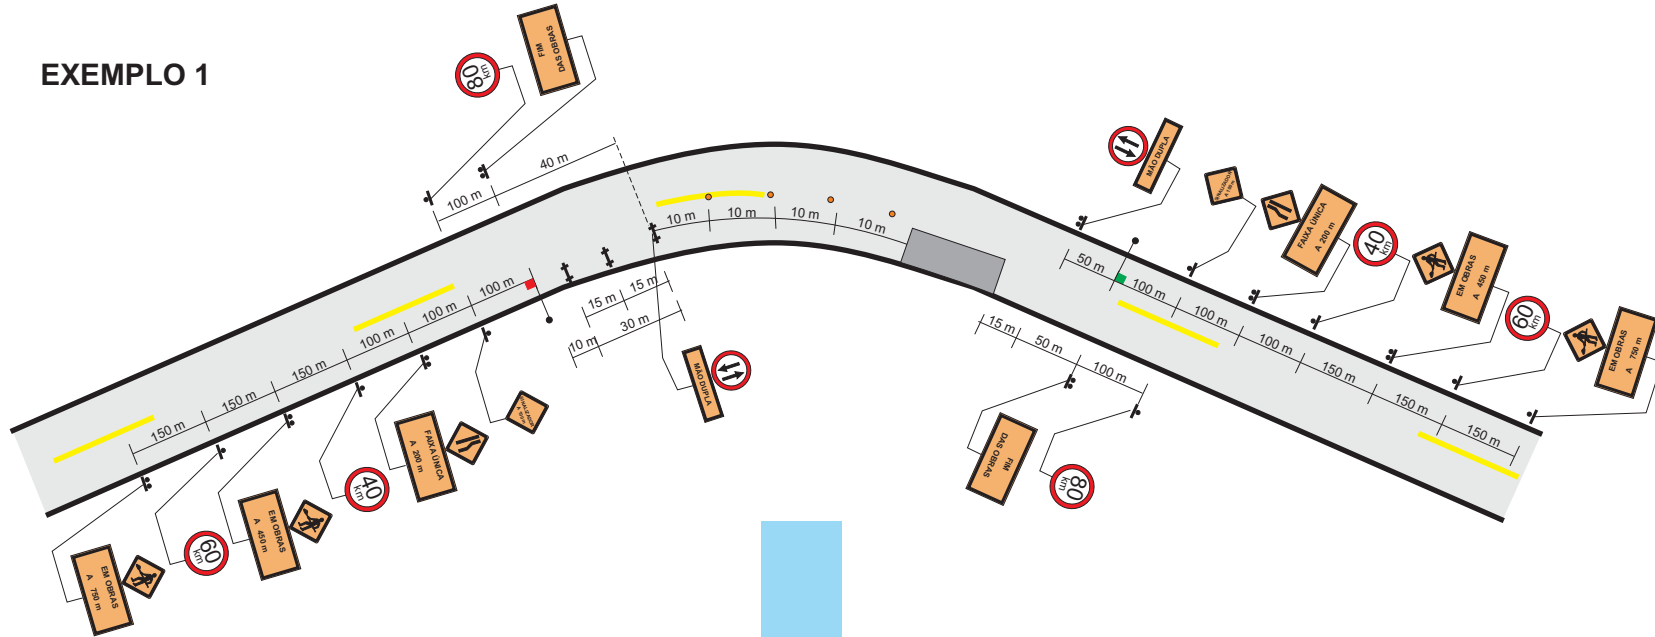 EXEMPLO 1
80
km
FIM
DAS OBRAS
100 m
40 m
10 m
10 m
10 m
10 m
MÃO DUPLA
FAIXA ÚNICA
A 200 m
40
km
EM OBRAS
A 450 m
60
km
EM OBRAS
A 750 m
50 m
100 m
100 m
100 m
150 m
150 m
150 m
15 m
50 m
100 m
FIM
DAS OBRAS
80
km
150 m
150 m
150 m
100 m
100 m
100 m
15 m
15 m
10 m
30 m
MÃO DUPLA
FAIXA ÚNICA
A 200 m
40
km
EM OBRAS
A 450 m
60
km
EM OBRAS
A 750 m